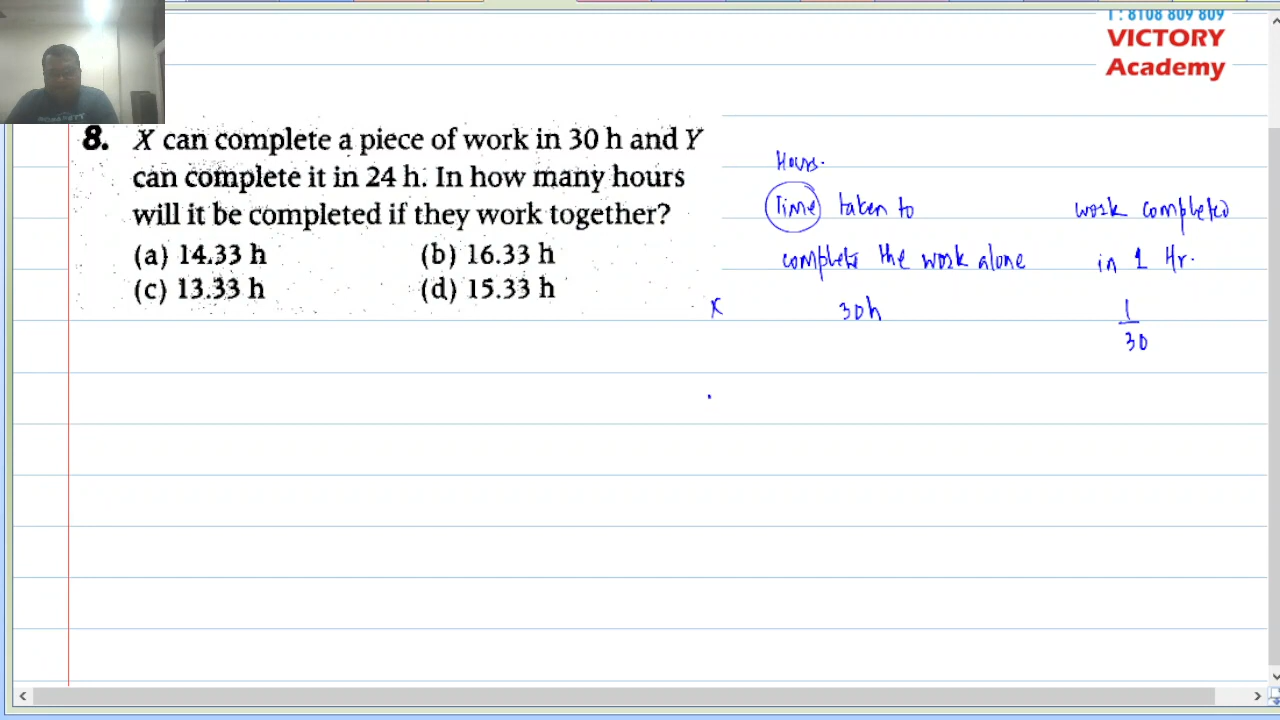 T: 8108 809 809
VICTORY
Academy
8. X can complete a piece of work in 30 h and Y
can complete it in 24 h. In how many hours
will it be completed if they work together?
(a) 14.33 h (b) 16.33 h
(c) 13.33 h (d) 15.33 h
Hours.
Time taken to work completed
complete the work alone in 1 Hr.
X 30h 1/30